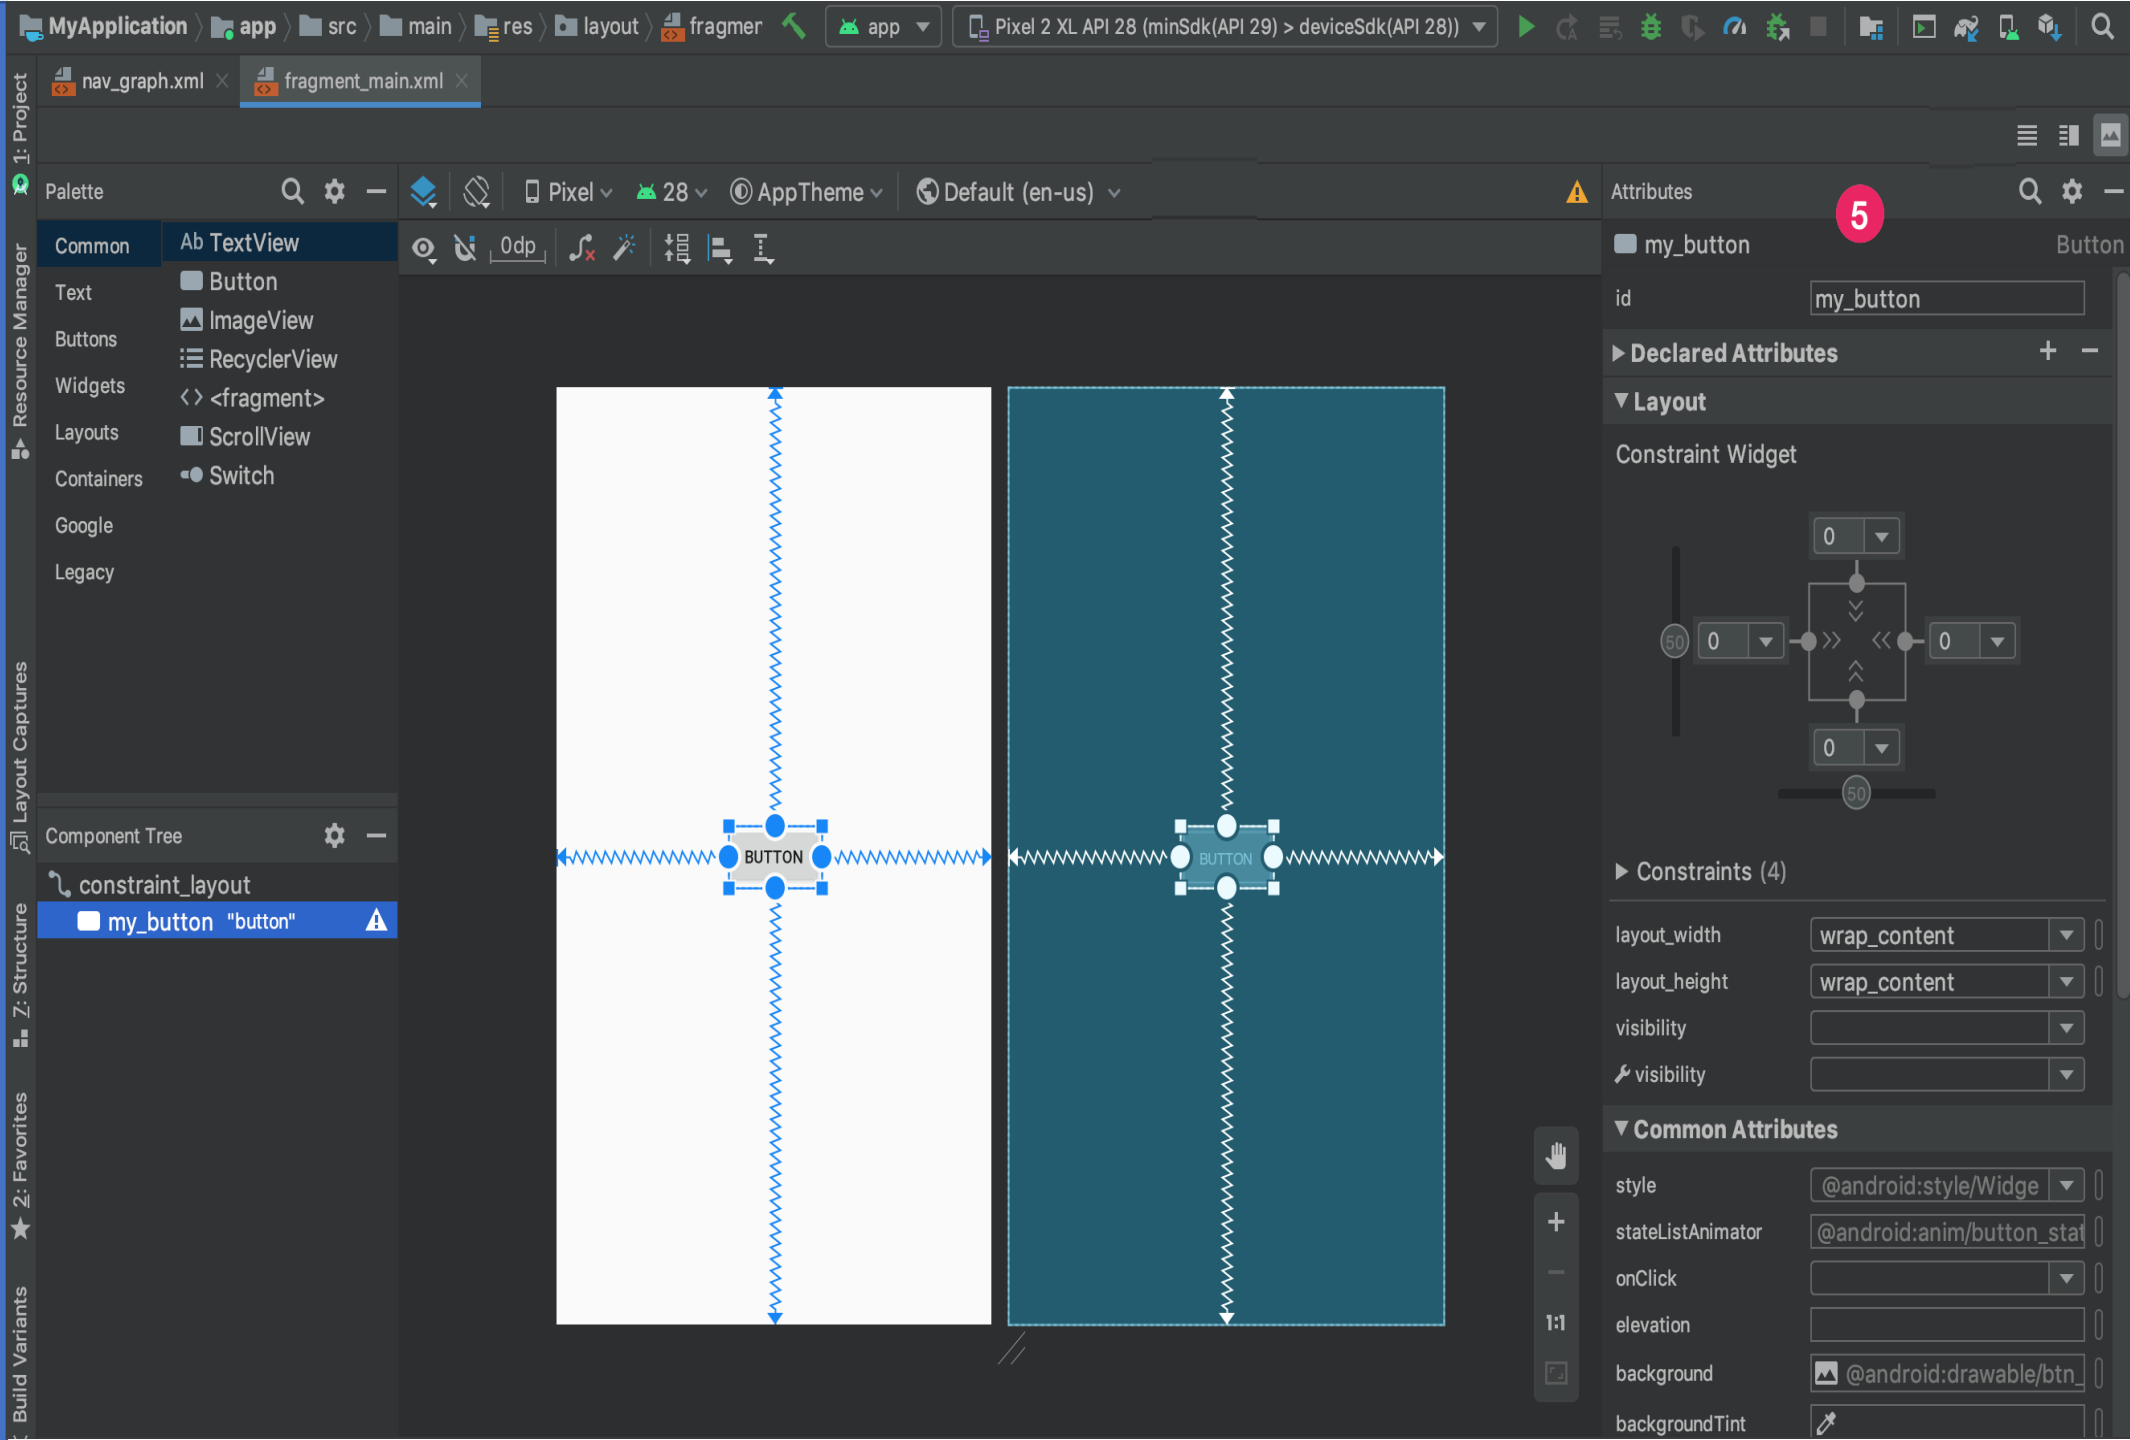 MyApplication app src main res layout fragmer app Pixel 2 XL API 28 (minSdk(API 29) > deviceSdk(API 28))
nav_graph.xml fragment_main.xml
1: Project
Resource Manager
Layout Captures
Z: Structure
2: Favorites
Build Variants
Palette
Common
Text
Buttons
Widgets
Layouts
Containers
Google
Legacy
Ab TextView
Button
ImageView
RecyclerView
<fragment>
ScrollView
Switch
Component Tree
constraint_layout
my_button "button"
Pixel 28 AppTheme Default (en-us)
0dp
BUTTON
BUTTON
1:1
Attributes
5
my_button Button
id my_button
Declared Attributes
Layout
Constraint Widget
0
50 0 0
0
50
Constraints (4)
layout_width wrap_content
layout_height wrap_content
visibility
visibility
Common Attributes
style @android:style/Widge
stateListAnimator @android:anim/button_stat
onClick
elevation
background @android:drawable/btn_
backgroundTint